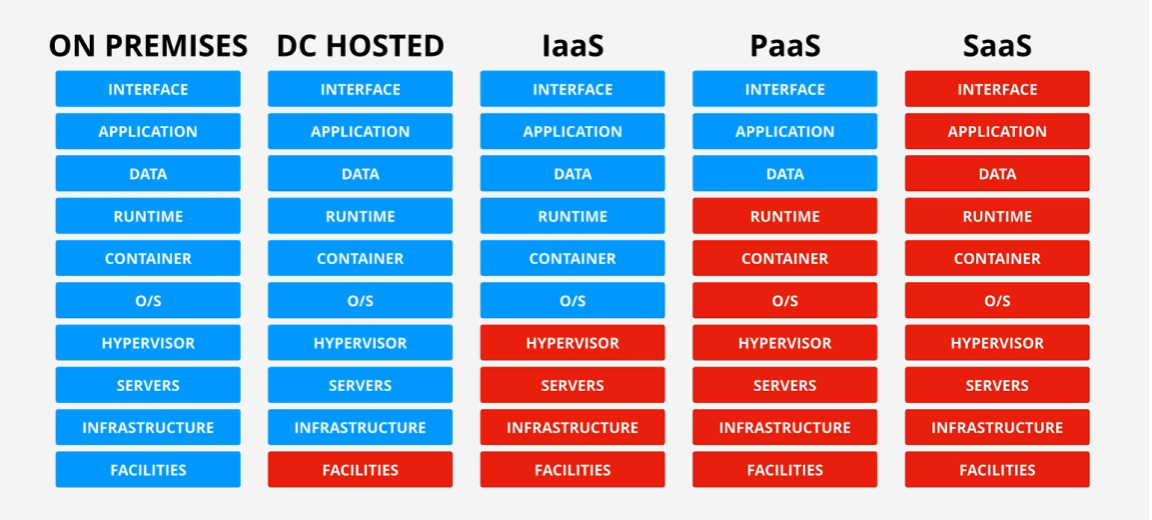 ON PREMISES DC HOSTED IaaS PaaS SaaS
INTERFACE INTERFACE INTERFACE INTERFACE INTERFACE
APPLICATION APPLICATION APPLICATION APPLICATION APPLICATION
DATA DATA DATA DATA DATA
RUNTIME RUNTIME RUNTIME RUNTIME RUNTIME
CONTAINER CONTAINER CONTAINER CONTAINER CONTAINER
O/S O/S O/S O/S O/S
HYPERVISOR HYPERVISOR HYPERVISOR HYPERVISOR HYPERVISOR
SERVERS SERVERS SERVERS SERVERS SERVERS
INFRASTRUCTURE INFRASTRUCTURE INFRASTRUCTURE INFRASTRUCTURE INFRASTRUCTURE
FACILITIES FACILITIES FACILITIES FACILITIES FACILITIES